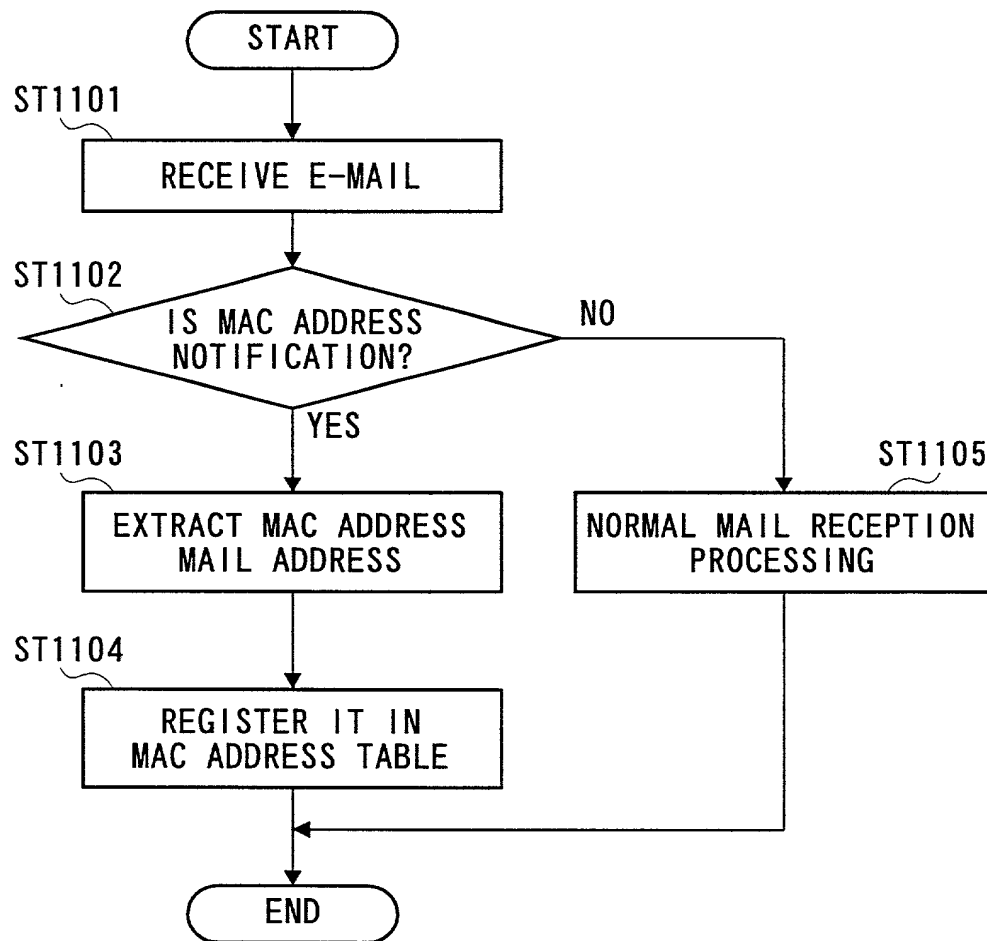 START
ST1101
RECEIVE E-MAIL
ST1102
IS MAC ADDRESS
NOTIFICATION?
NO
YES
ST1103
EXTRACT MAC ADDRESS
MAIL ADDRESS
ST1105
NORMAL MAIL RECEPTION
PROCESSING
ST1104
REGISTER IT IN
MAC ADDRESS TABLE
END